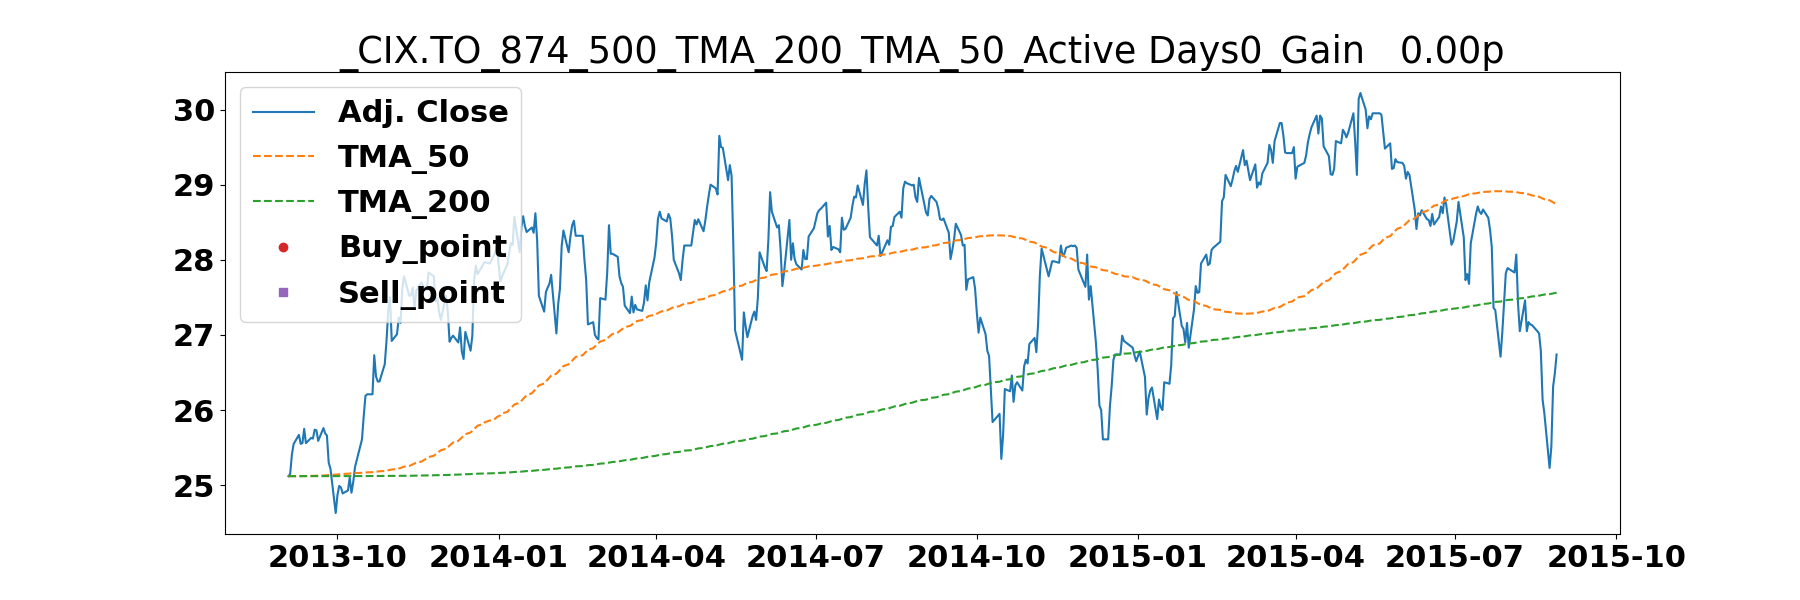 _CIX.TO_874_500_TMA_200_TMA_50_Active Days0_Gain   0.00p
30
29
28
27
26
25
Adj. Close
TMA_50
TMA_200
Buy_point
Sell_point
2013-10 2014-01 2014-04 2014-07 2014-10 2015-01 2015-04 2015-07 2015-10